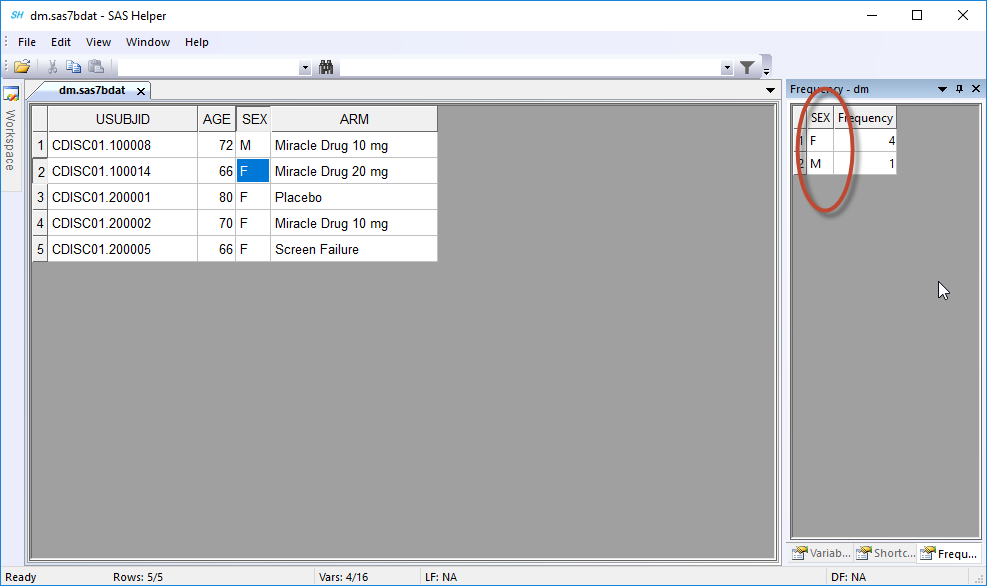 SH dm.sas7bdat - SAS Helper
File Edit View Window Help
dm.sas7bdat
Workspace
USUBJID AGE SEX ARM
1 CDISC01.100008 72 M Miracle Drug 10 mg
2 CDISC01.100014 66 F Miracle Drug 20 mg
3 CDISC01.200001 80 F Placebo
4 CDISC01.200002 70 F Miracle Drug 10 mg
5 CDISC01.200005 66 F Screen Failure
Frequency - dm
SEX Frequency
1 F 4
2 M 1
Variab... Shortc... Frequ...
Ready Rows: 5/5 Vars: 4/16 LF: NA DF: NA